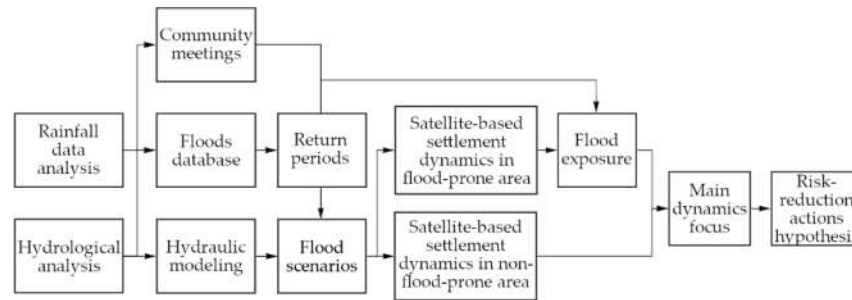 Community
meetings
Rainfall
data
analysis
Floods
database
Return
periods
Satellite-based
settlement
dynamics in
flood-prone area
Flood
exposure
Hydrological
analysis
Hydraulic
modeling
Flood
scenarios
Satellite-based
settlement
dynamics in non-
flood-prone area
Main
dynamics
focus
Risk-
reduction
actions
hypothesis